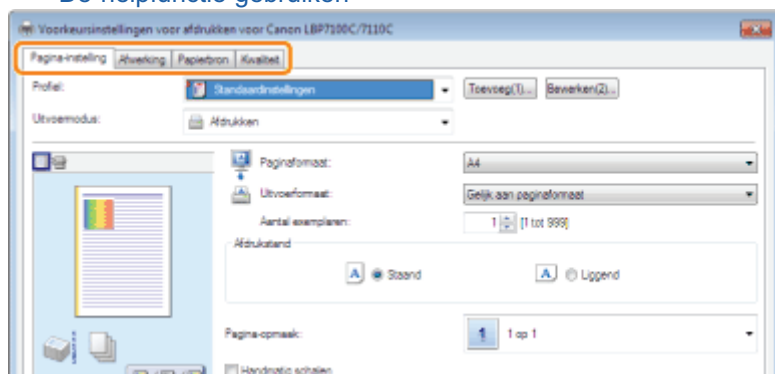 De helpfunctie gebruiken
Voorkeursinstellingen voor afdrukken voor Canon LBP7100C/7110C
Pagina-instelling Afwerking Papierbron Kwaliteit
Profiel: Standaardinstellingen Toevoeg(1)... Bewerken(2)...
Uitvoermodus: Afdrukken
Paginaformaat: A4
Uitvoerformaat: Gelijk aan paginaformaat
Aantal exemplaren: 1 [1 tot 999]
Afdrukstand
A Staand A Liggend
Pagina-opmaak: 1 1 op 1
Handmatig schalen